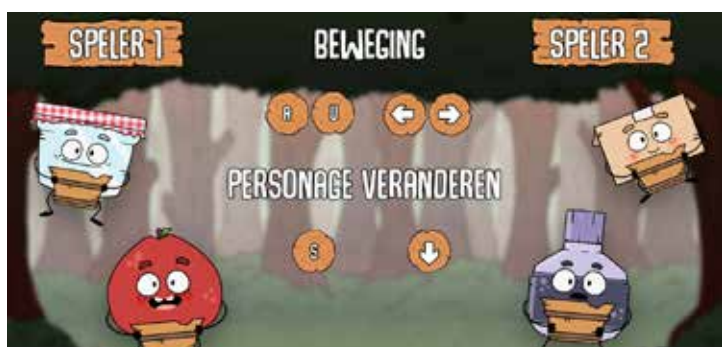 SPELER 1 BEWEGING SPELER 2
A D
PERSONAGE VERANDEREN
S